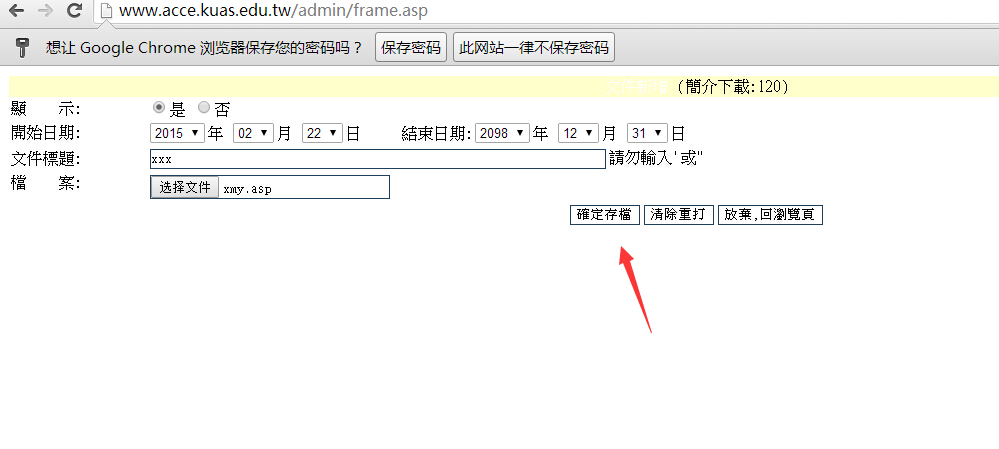 www.acce.kuas.edu.tw/admin/frame.asp
想让 Google Chrome 浏览器保存您的密码吗？ 保存密码 此网站一律不保存密码
(簡介下載:120)
顯 示: 是 否
開始日期: 2015 年 02 月 22 日 結束日期: 2098 年 12 月 31 日
文件標題: xxx 請勿輸入'或"
檔 案: 选择文件 xmy.asp
確定存檔 清除重打 放棄,回瀏覽頁